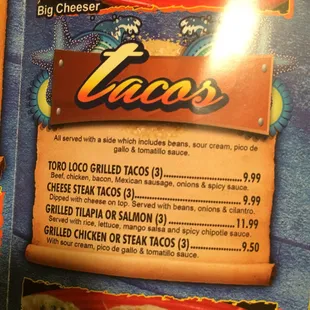 Big Cheeser
Tacos
All served with a side which includes beans, sour cream, pico de
gallo & tomatillo sauce.
TORO LOCO GRILLED TACOS (3)..........................9.99
Beef, chicken, bacon, Mexican sausage, onions & spicy sauce.
CHEESE STEAK TACOS (3)....................................9.99
Dipped with cheese on top. Served with beans, onions & cilantro.
GRILLED TILAPIA OR SALMON (3).......................11.99
Served with rice, lettuce, mango salsa and spicy chipotle sauce.
GRILLED CHICKEN OR STEAK TACOS (3)................9.50
With sour cream, pico de gallo & tomatillo sauce.